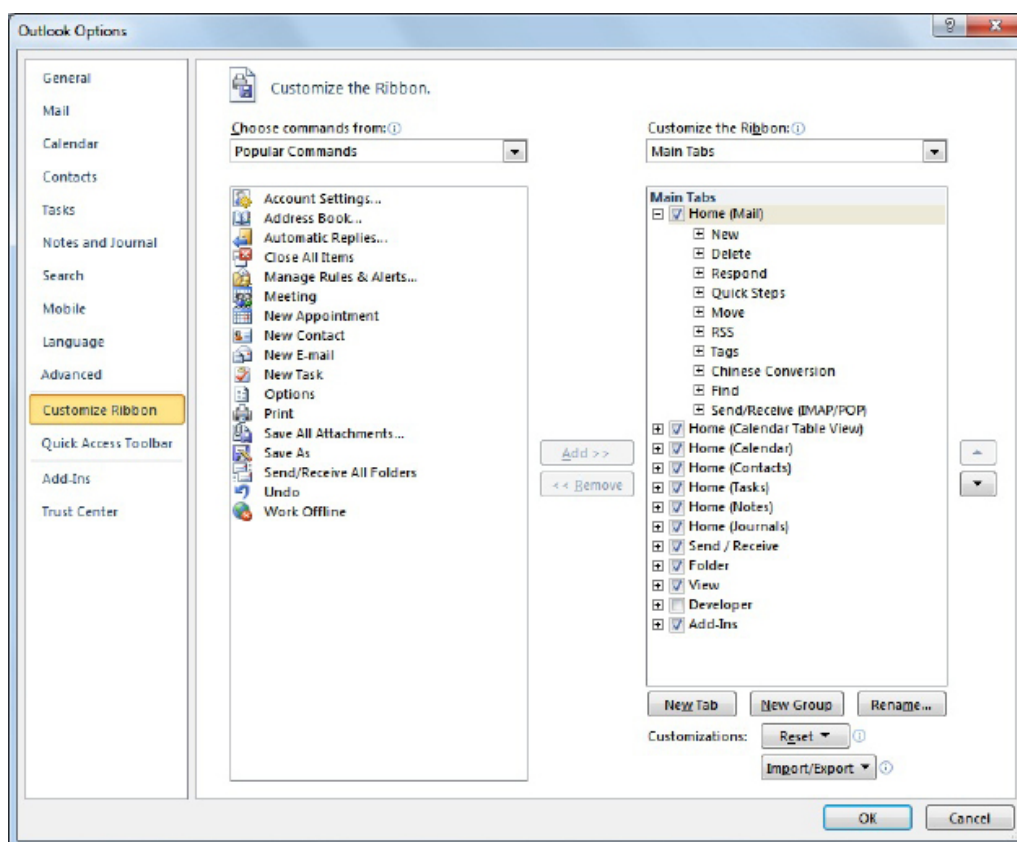 Outlook Options
General
Mail
Calendar
Contacts
Tasks
Notes and Journal
Search
Mobile
Language
Advanced
Customize Ribbon
Quick Access Toolbar
Add-Ins
Trust Center
Customize the Ribbon.
Choose commands from:
Popular Commands
Account Settings...
Address Book...
Automatic Replies...
Close All Items
Manage Rules & Alerts...
Meeting
New Appointment
New Contact
New E-mail
New Task
Options
Print
Save All Attachments...
Save As
Send/Receive All Folders
Undo
Work Offline
Add >>
<< Remove
Customize the Ribbon:
Main Tabs
Main Tabs
Home (Mail)
New
Delete
Respond
Quick Steps
Move
RSS
Tags
Chinese Conversion
Find
Send/Receive (IMAP/POP)
Home (Calendar Table View)
Home (Calendar)
Home (Contacts)
Home (Tasks)
Home (Notes)
Home (Journals)
Send / Receive
Folder
View
Developer
Add-Ins
New Tab
New Group
Rename...
Customizations:
Reset
Import/Export
OK
Cancel